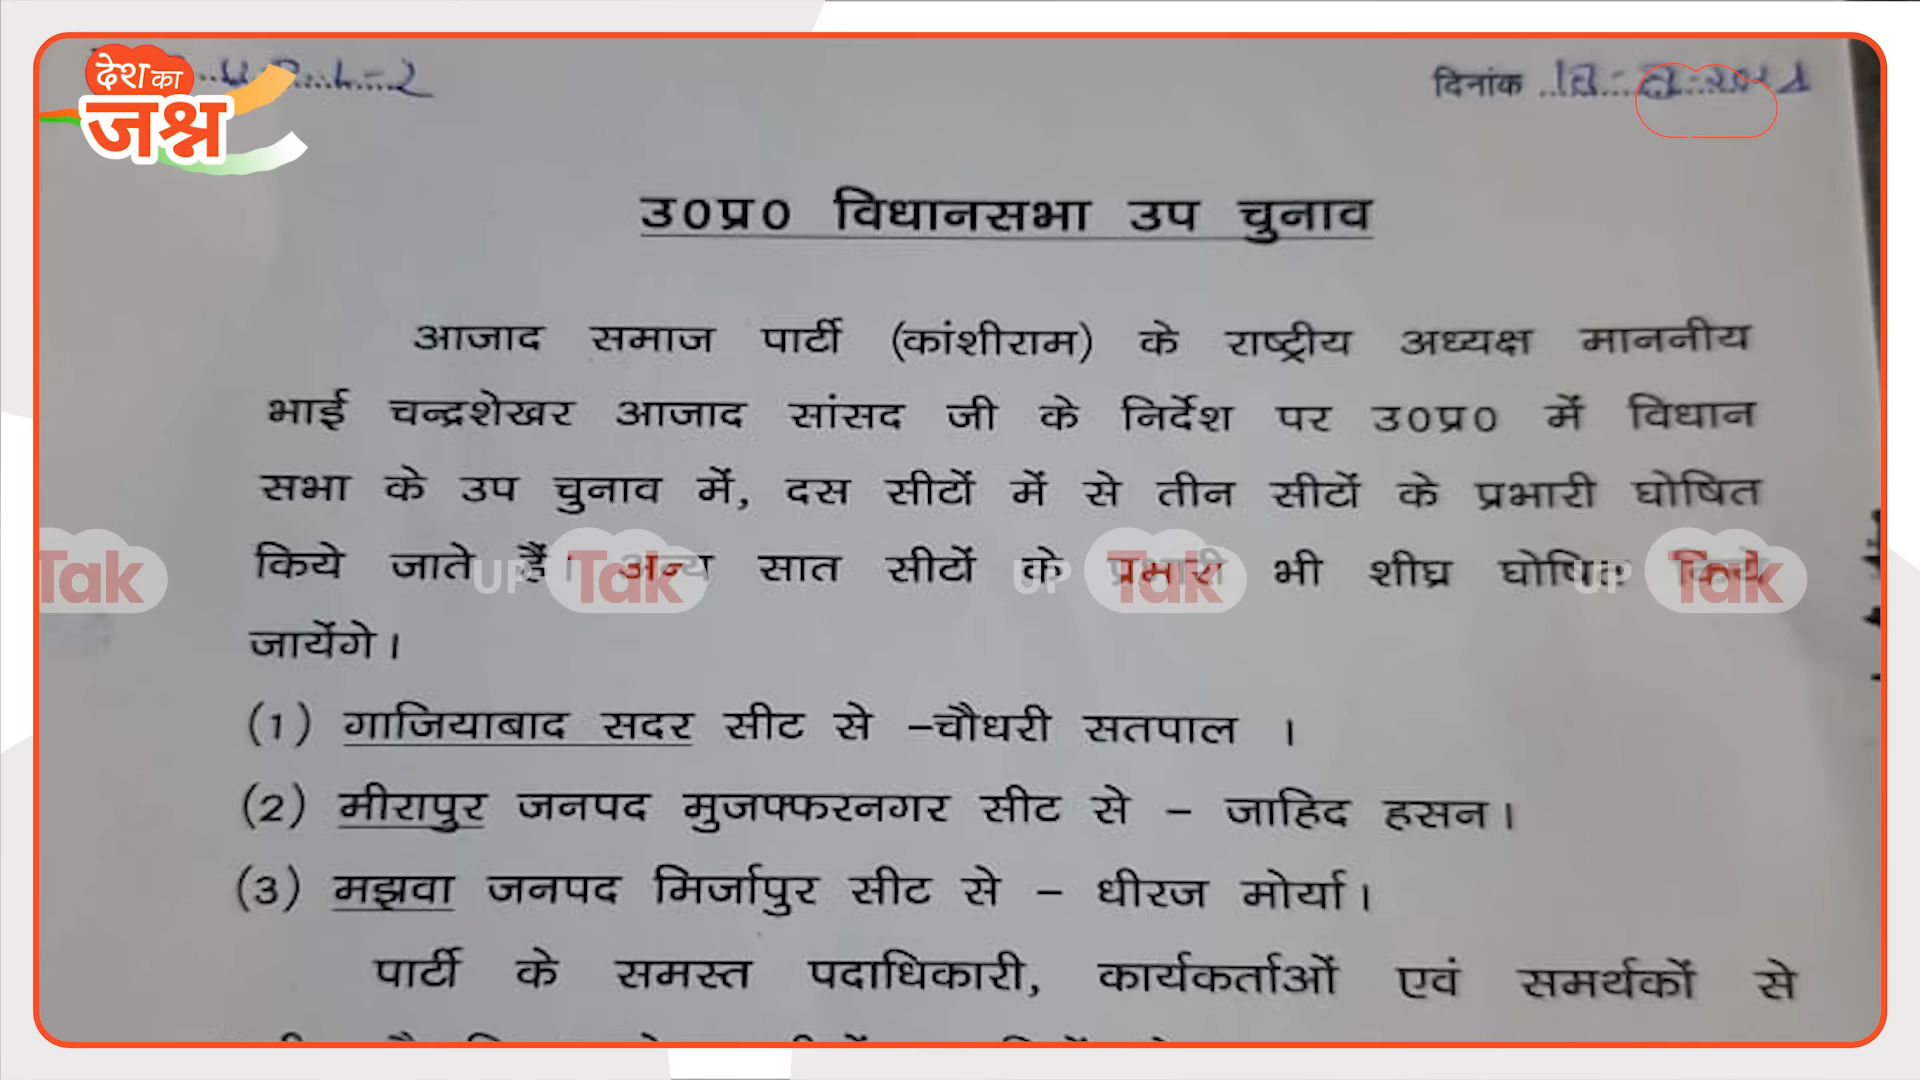 देश का
जश्न
दिनांक
उ0प्र0 विधानसभा उप चुनाव
आजाद समाज पार्टी (कांशीराम) के राष्ट्रीय अध्यक्ष माननीय
भाई चन्द्रशेखर आजाद सांसद जी के निर्देश पर उ0प्र0 में विधान
सभा के उप चुनाव में, दस सीटों में से तीन सीटों के प्रभारी घोषित
किये जाते हैं। अन्य सात सीटों के प्रभारी भी शीघ्र घोषित किये
Tak UP Tak UP Tak UP Tak
जायेंगे।
(1) गाजियाबाद सदर सीट से –चौधरी सतपाल ।
(2) मीरापुर जनपद मुजफ्फरनगर सीट से – जाहिद हसन।
(3) मझवा जनपद मिर्जापुर सीट से – धीरज मोर्या।
पार्टी के समस्त पदाधिकारी, कार्यकर्ताओं एवं समर्थकों से